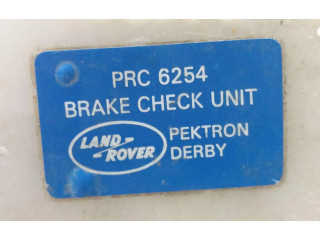 PRC 6254
BRAKE CHECK UNIT
LAND
ROVER
PEKTRON
DERBY